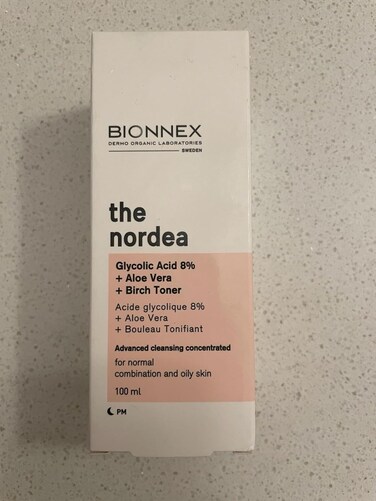 BIONNEX
DERMO ORGANIC LABORATORIES
SWEDEN
the
nordea
Glycolic Acid 8%
+ Aloe Vera
+ Birch Toner
Acide glycolique 8%
+ Aloe Vera
+ Bouleau Tonifiant
Advanced cleansing concentrated
for normal
combination and oily skin
100 ml
PM